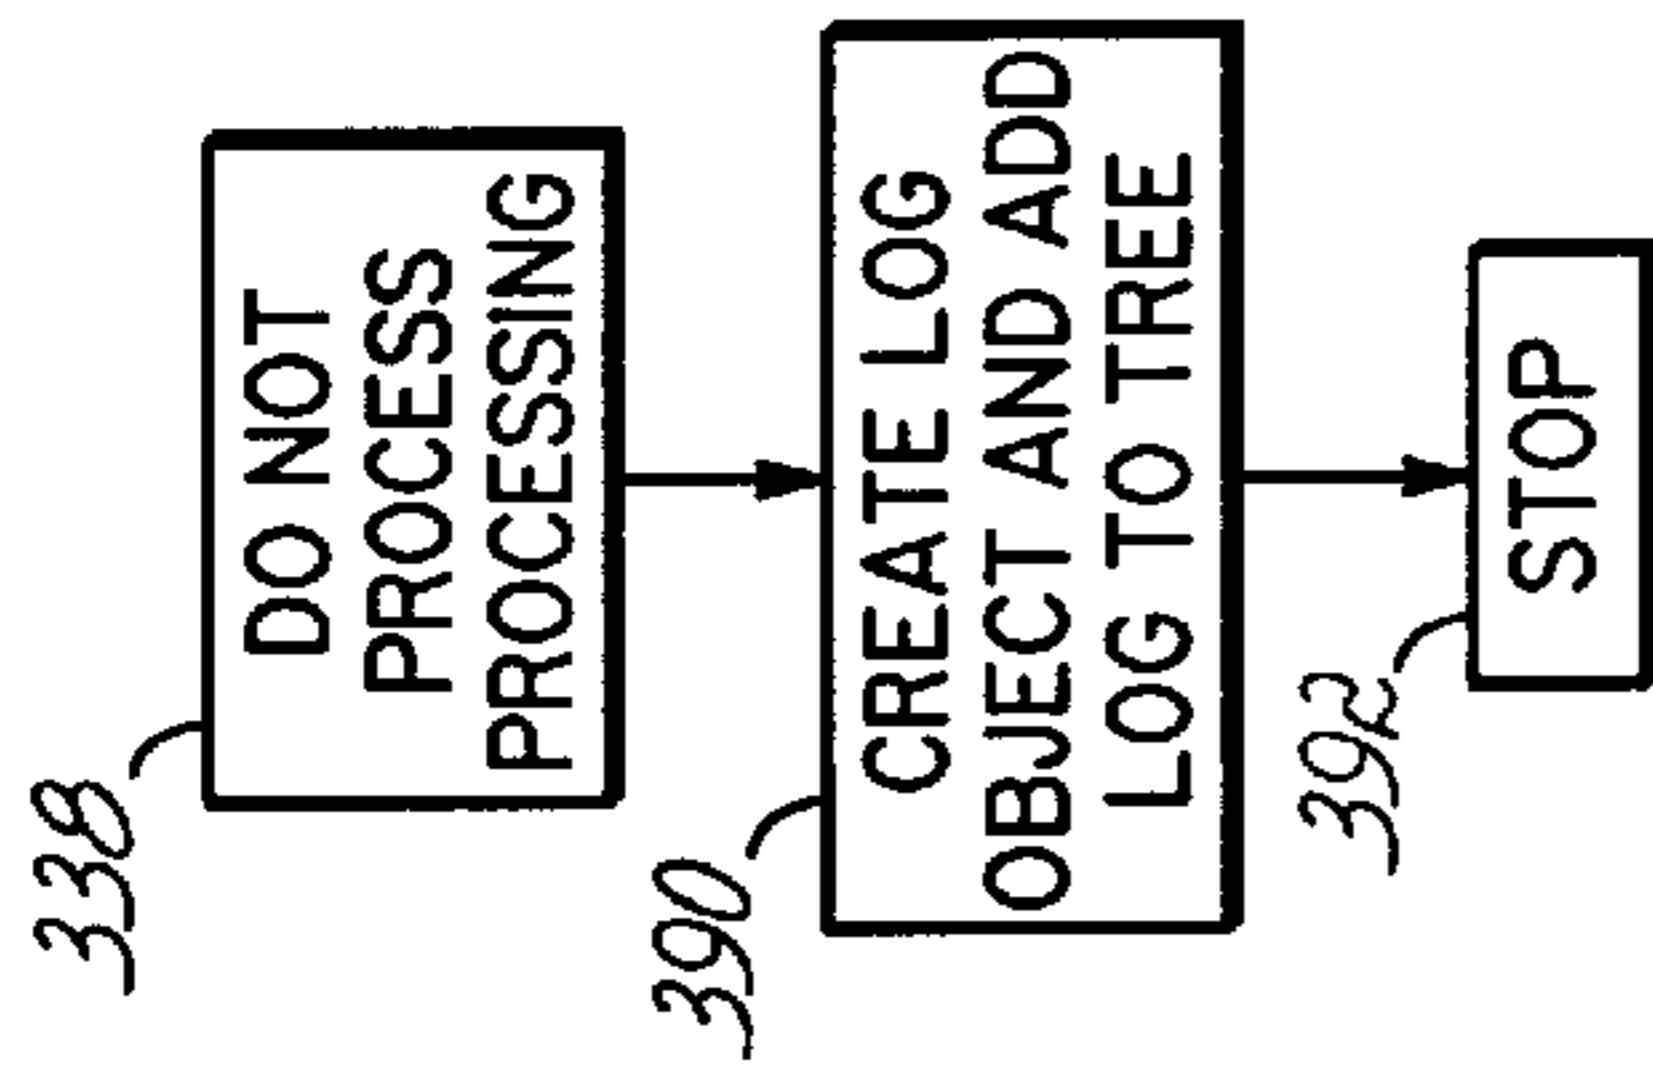 338
DO NOT
PROCESS
PROCESSING
390
CREATE LOG
OBJECT AND ADD
LOG TO TREE
392
STOP